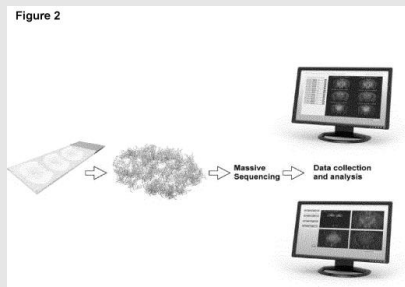 Figure 2
Massive
Sequencing
Data collection
and analysis